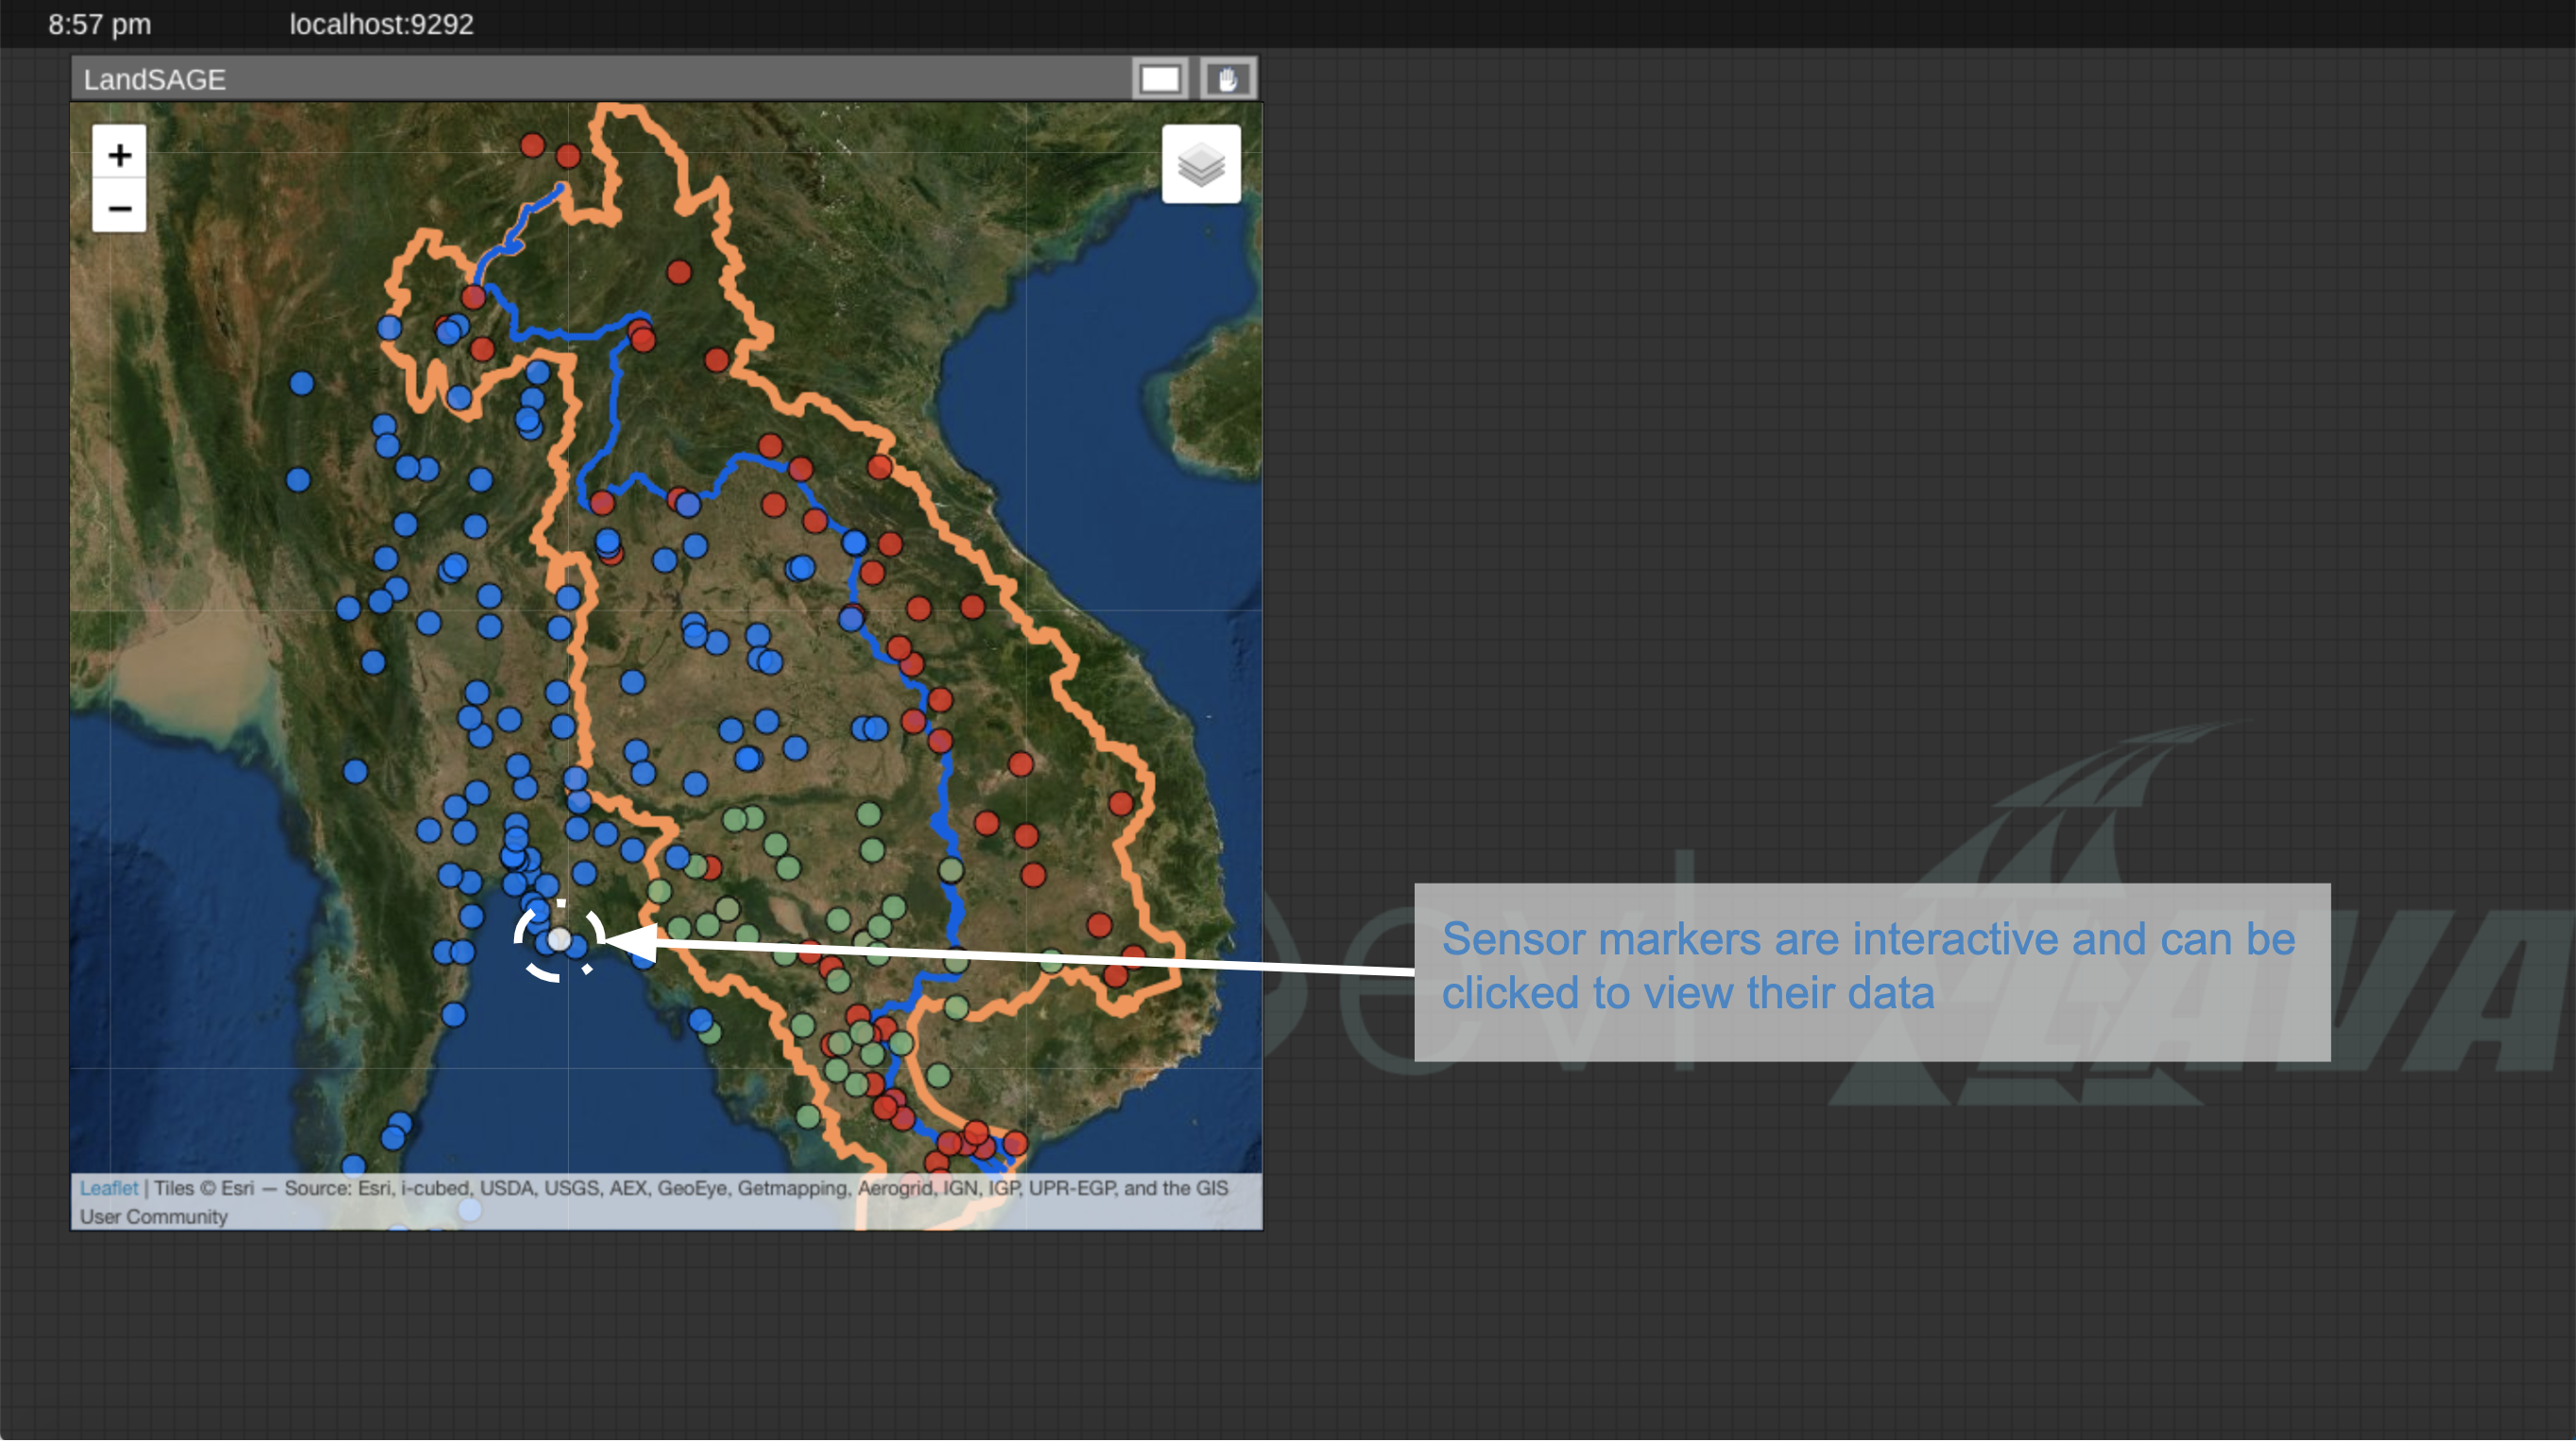 8:57 pm
localhost:9292
LandSAGE
+
−
Sensor markers are interactive and can be
clicked to view their data
Leaflet | Tiles © Esri — Source: Esri, i-cubed, USDA, USGS, AEX, GeoEye, Getmapping, Aerogrid, IGN, IGP, UPR-EGP, and the GIS
User Community
LAVA